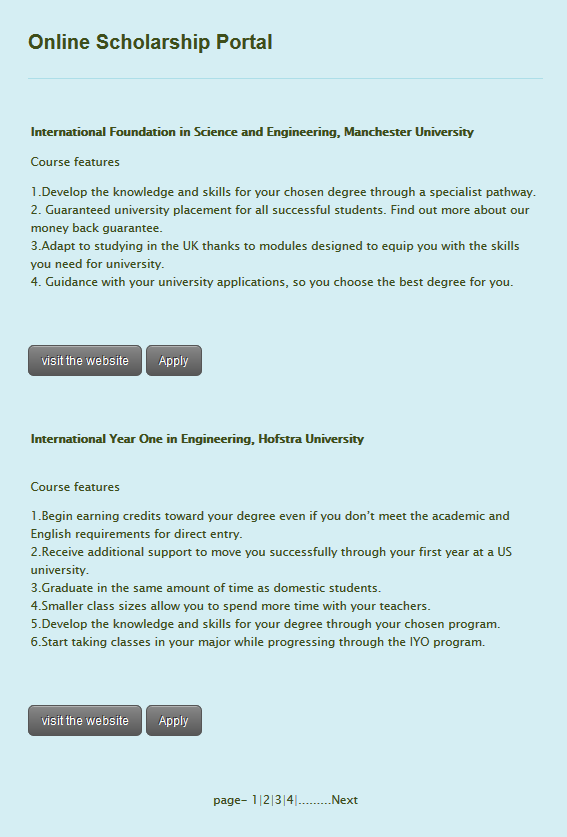 Online Scholarship Portal
International Foundation in Science and Engineering, Manchester University
Course features
1.Develop the knowledge and skills for your chosen degree through a specialist pathway.
2. Guaranteed university placement for all successful students. Find out more about our
money back guarantee.
3.Adapt to studying in the UK thanks to modules designed to equip you with the skills
you need for university.
4. Guidance with your university applications, so you choose the best degree for you.
visit the website Apply
International Year One in Engineering, Hofstra University
Course features
1.Begin earning credits toward your degree even if you don’t meet the academic and
English requirements for direct entry.
2.Receive additional support to move you successfully through your first year at a US
university.
3.Graduate in the same amount of time as domestic students.
4.Smaller class sizes allow you to spend more time with your teachers.
5.Develop the knowledge and skills for your degree through your chosen program.
6.Start taking classes in your major while progressing through the IYO program.
visit the website Apply
page- 1|2|3|4|.........Next